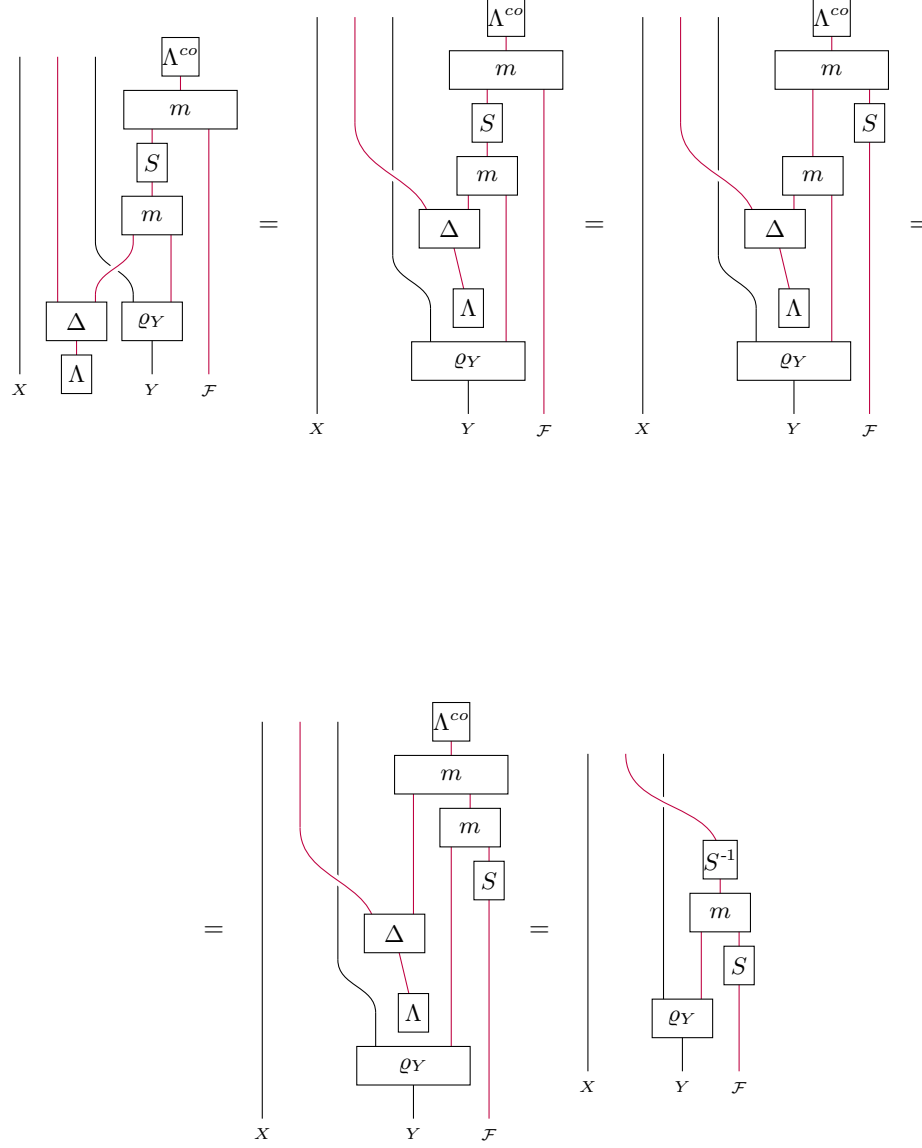 Λ^{co} Λ^{co} Λ^{co}
m m m
S S S
m m m
= Δ = Δ =
Δ ϱ_Y Λ Λ
Λ ϱ_Y ϱ_Y
X Y ℱ X Y ℱ X Y ℱ
Λ^{co}
m
m S^{-1}
S m
= Δ = S
Λ ϱ_Y
ϱ_Y
X Y ℱ X Y ℱ